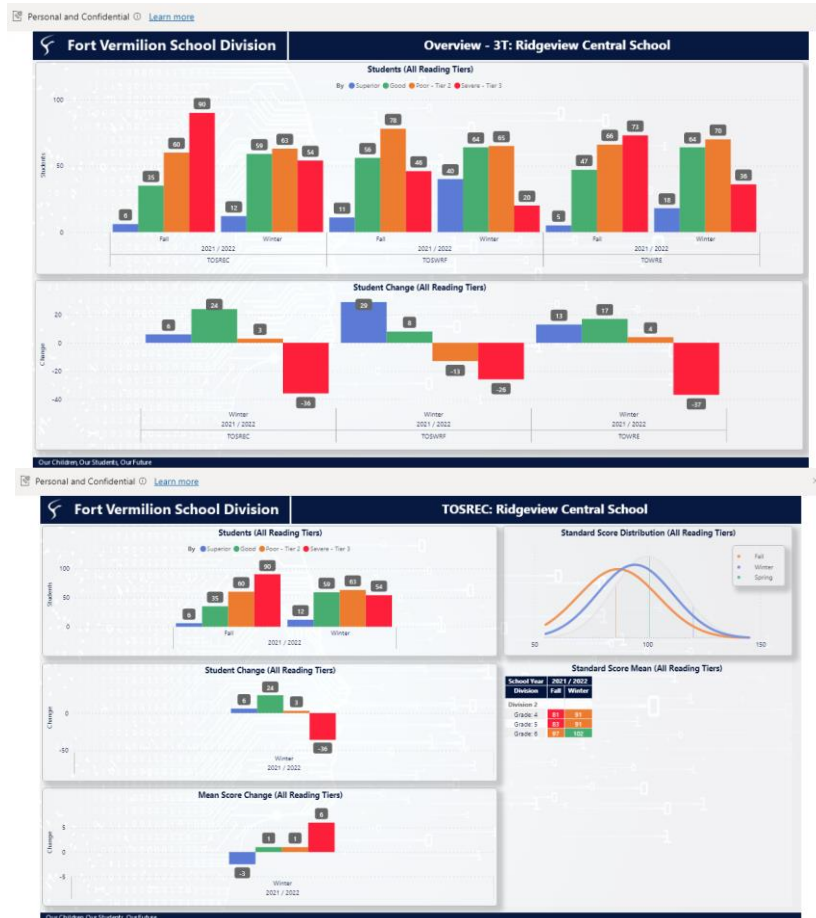 Personal and Confidential ⓘ Learn more
Fort Vermilion School Division
Overview - 3T: Ridgeview Central School
Students (All Reading Tiers)
By Superior Good Poor - Tier 2 Severe - Tier 3
Students
100
50
0
6 35 60 90 12 59 63 54 11 56 78 46 40 64 65 20 5 47 66 73 18 64 70 36
Fall Winter Fall Winter Fall Winter
2021 / 2022 2021 / 2022 2021 / 2022
TOSREC TOSWRF TOWRE
Student Change (All Reading Tiers)
Change
20
0
-20
-40
6 24 3 -36 29 8 -13 -26 13 17 4 -37
Winter Winter Winter
2021 / 2022 2021 / 2022 2021 / 2022
TOSREC TOSWRF TOWRE
Our Children, Our Students, Our Future
Personal and Confidential ⓘ Learn more
Fort Vermilion School Division
TOSREC: Ridgeview Central School
Students (All Reading Tiers)
By Superior Good Poor - Tier 2 Severe - Tier 3
Students
100
50
0
6 35 60 90 12 59 63 54
Fall Winter
2021 / 2022
Standard Score Distribution (All Reading Tiers)
Fall
Winter
Spring
50 100 150
Student Change (All Reading Tiers)
Change
0
-50
6 24 3 -36
Winter
2021 / 2022
Standard Score Mean (All Reading Tiers)
School Year 2021 / 2022
Division Fall Winter
Division 2
Grade: 4 81 91
Grade: 5 83 91
Grade: 6 97 102
Mean Score Change (All Reading Tiers)
Change
5
0
-5
-3 1 1 6
Winter
2021 / 2022
Our Children, Our Students, Our Future